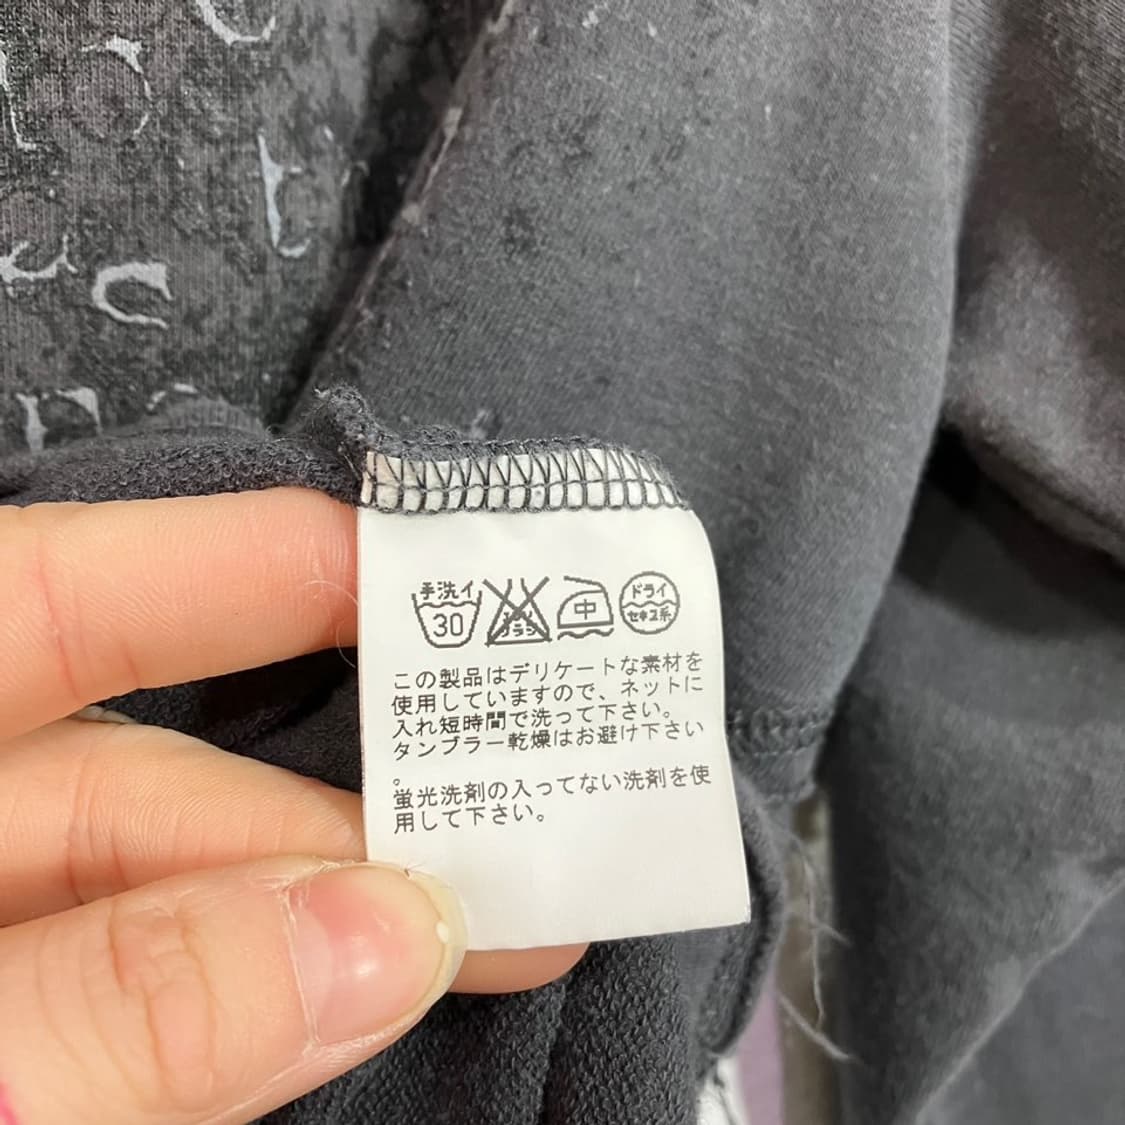 手洗イ
30
中
ドライ
セキユ系
この製品はデリケートな素材を
使用していますので、ネットに
入れ短時間で洗って下さい。
タンブラー乾燥はお避け下さい
。
蛍光洗剤の入ってない洗剤を使
用して下さい。